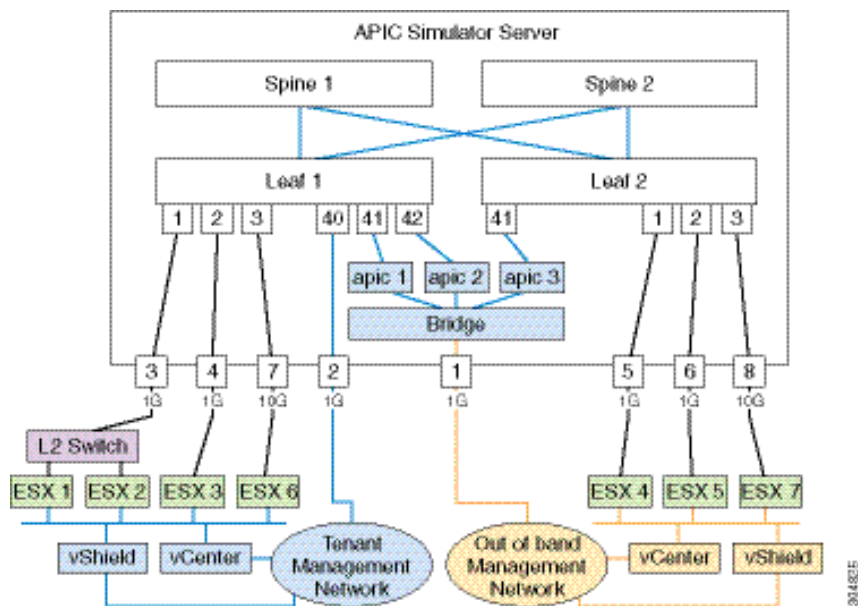 APIC Simulator Server
Spine 1
Spine 2
Leaf 1
Leaf 2
1
2
3
40
41
42
41
1
2
3
apic 1
apic 2
apic 3
Bridge
3
4
7
2
1
5
6
8
1G
1G
10G
1G
1G
1G
1G
10G
L2 Switch
ESX 1
ESX 2
ESX 3
ESX 6
ESX 4
ESX 5
ESX 7
vShield
vCenter
Tenant
Management
Network
Out of band
Management
Network
vCenter
vShield